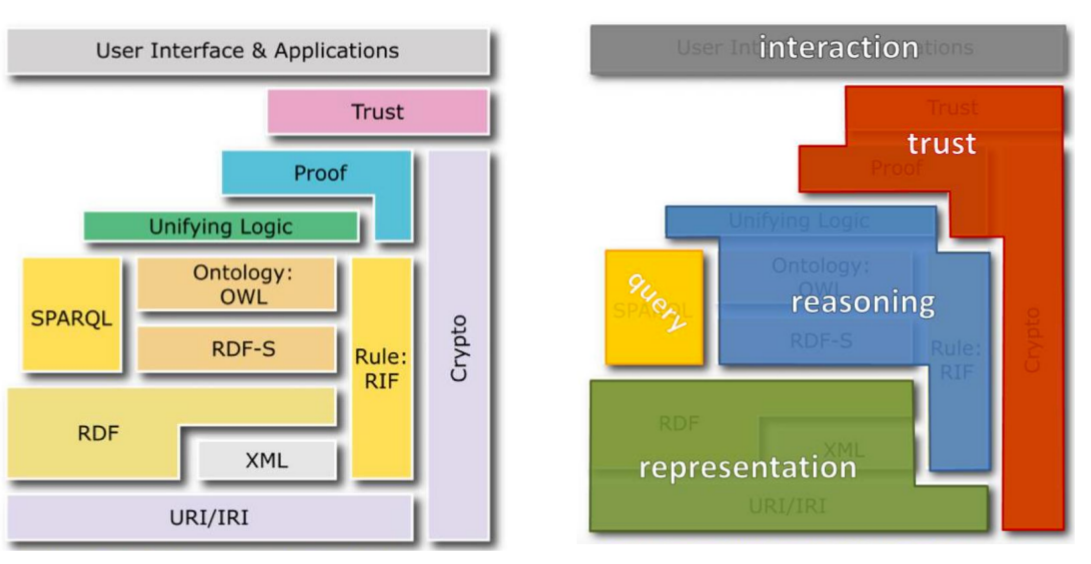 User Interface & Applications
Trust
Proof
Unifying Logic
Ontology:
OWL
SPARQL
RDF-S
Rule:
RIF
Crypto
RDF
XML
URI/IRI
interaction
Trust
trust
Proof
Unifying Logic
Ontology:
OWL
query
reasoning
RDF-S
Rule:
RIF
Crypto
RDF
XML
representation
URI/IRI